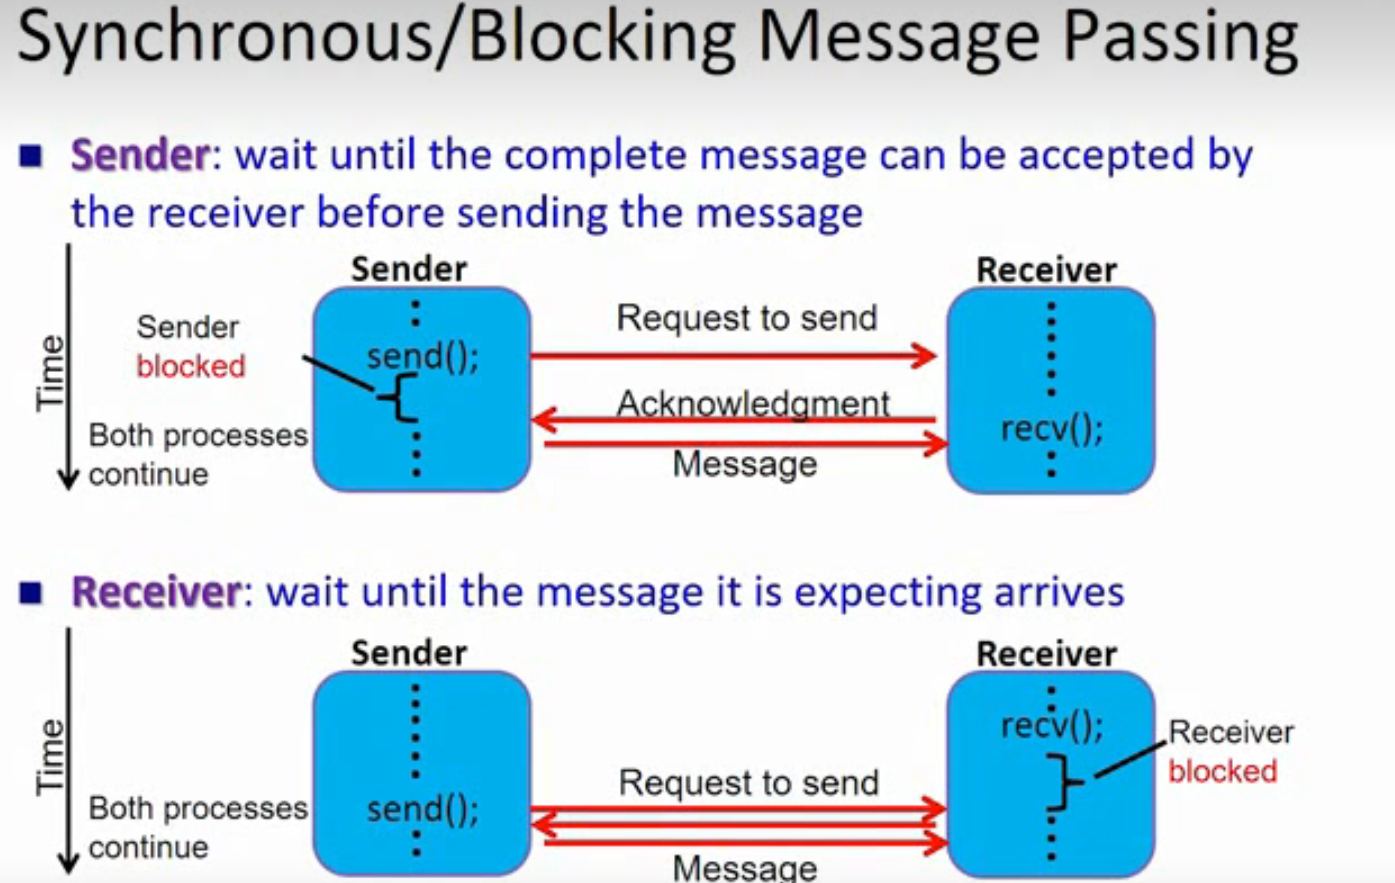 Synchronous/Blocking Message Passing
Sender: wait until the complete message can be accepted by
the receiver before sending the message
Sender
Receiver
Time
Sender
blocked
send();
Request to send
Acknowledgment
recv();
Both processes
continue
Message
Receiver: wait until the message it is expecting arrives
Sender
Receiver
Time
recv();
Receiver
blocked
Request to send
Both processes
continue
send();
Message